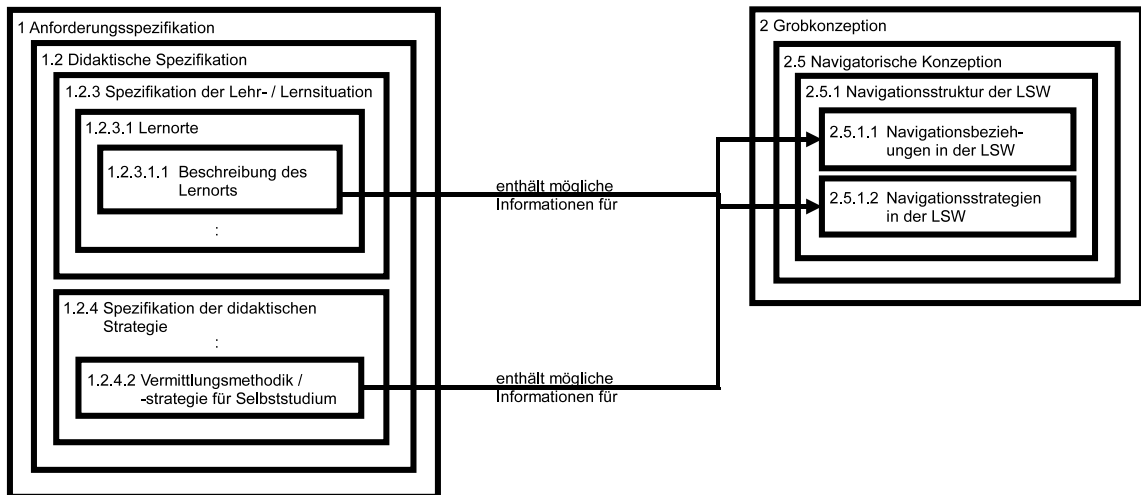 1 Anforderungsspezifikation
1.2 Didaktische Spezifikation
1.2.3 Spezifikation der Lehr- / Lernsituation
1.2.3.1 Lernorte
1.2.3.1.1 Beschreibung des
Lernorts
:
1.2.4 Spezifikation der didaktischen
Strategie
:
1.2.4.2 Vermittlungsmethodik /
-strategie für Selbststudium
enthält mögliche
Informationen für
enthält mögliche
Informationen für
2 Grobkonzeption
2.5 Navigatorische Konzeption
2.5.1 Navigationsstruktur der LSW
2.5.1.1 Navigationsbezieh-
ungen in der LSW
2.5.1.2 Navigationsstrategien
in der LSW